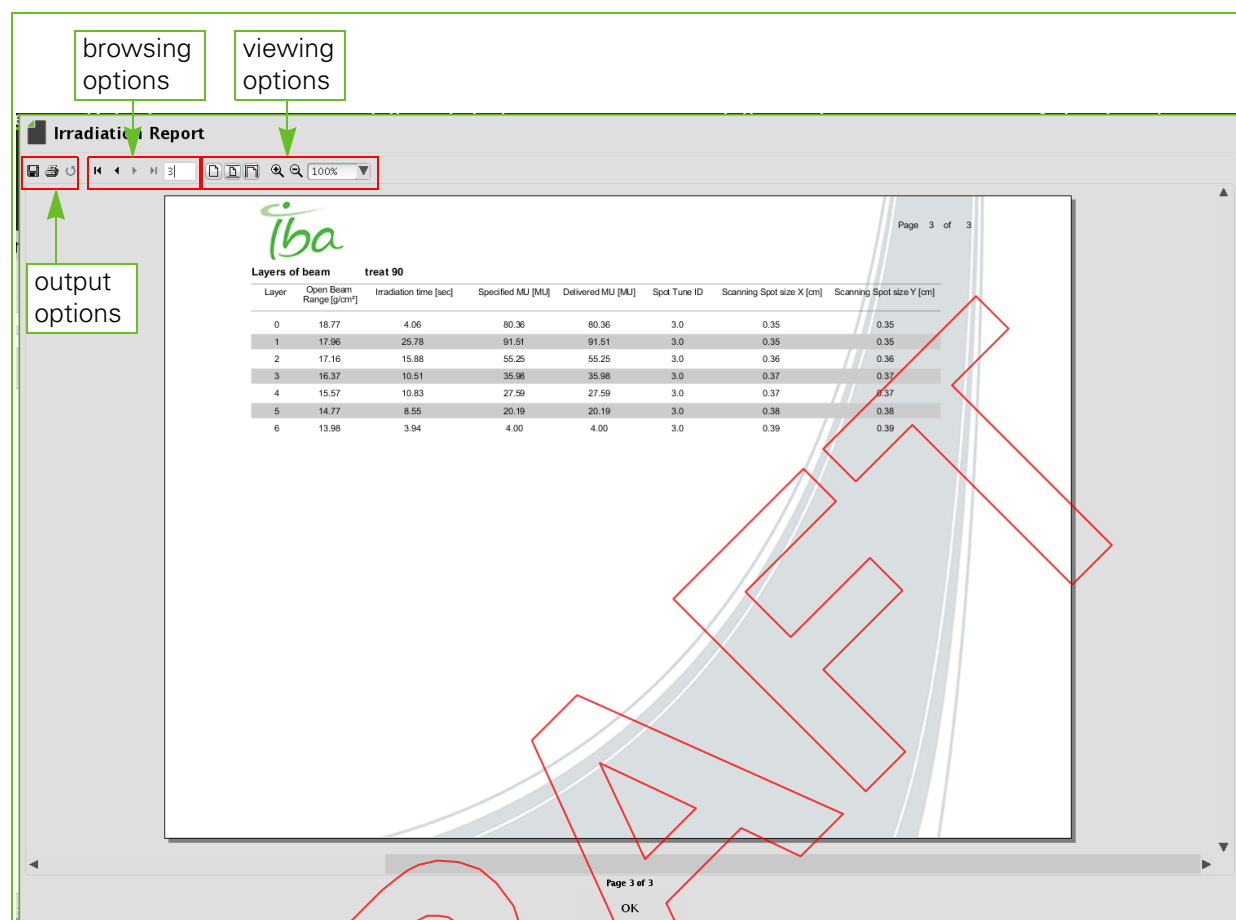 browsing options
viewing options
Irradiation Report
3
100%
output options
iba
Page 3 of 3
Layers of beam treat 90
Layer Open Beam Range [g/cm²] Irradiation time [sec] Specified MU [MU] Delivered MU [MU] Spot Tune ID Scanning Spot size X [cm] Scanning Spot size Y [cm]
0 18.77 4.06 80.36 80.36 3.0 0.35 0.35
1 17.96 25.78 91.51 91.51 3.0 0.35 0.35
2 17.16 15.88 55.25 55.25 3.0 0.36 0.36
3 16.37 10.51 35.98 35.98 3.0 0.37 0.37
4 15.57 10.83 27.59 27.59 3.0 0.37 0.37
5 14.77 8.55 20.19 20.19 3.0 0.38 0.38
6 13.98 3.94 4.00 4.00 3.0 0.39 0.39
Page 3 of 3
OK